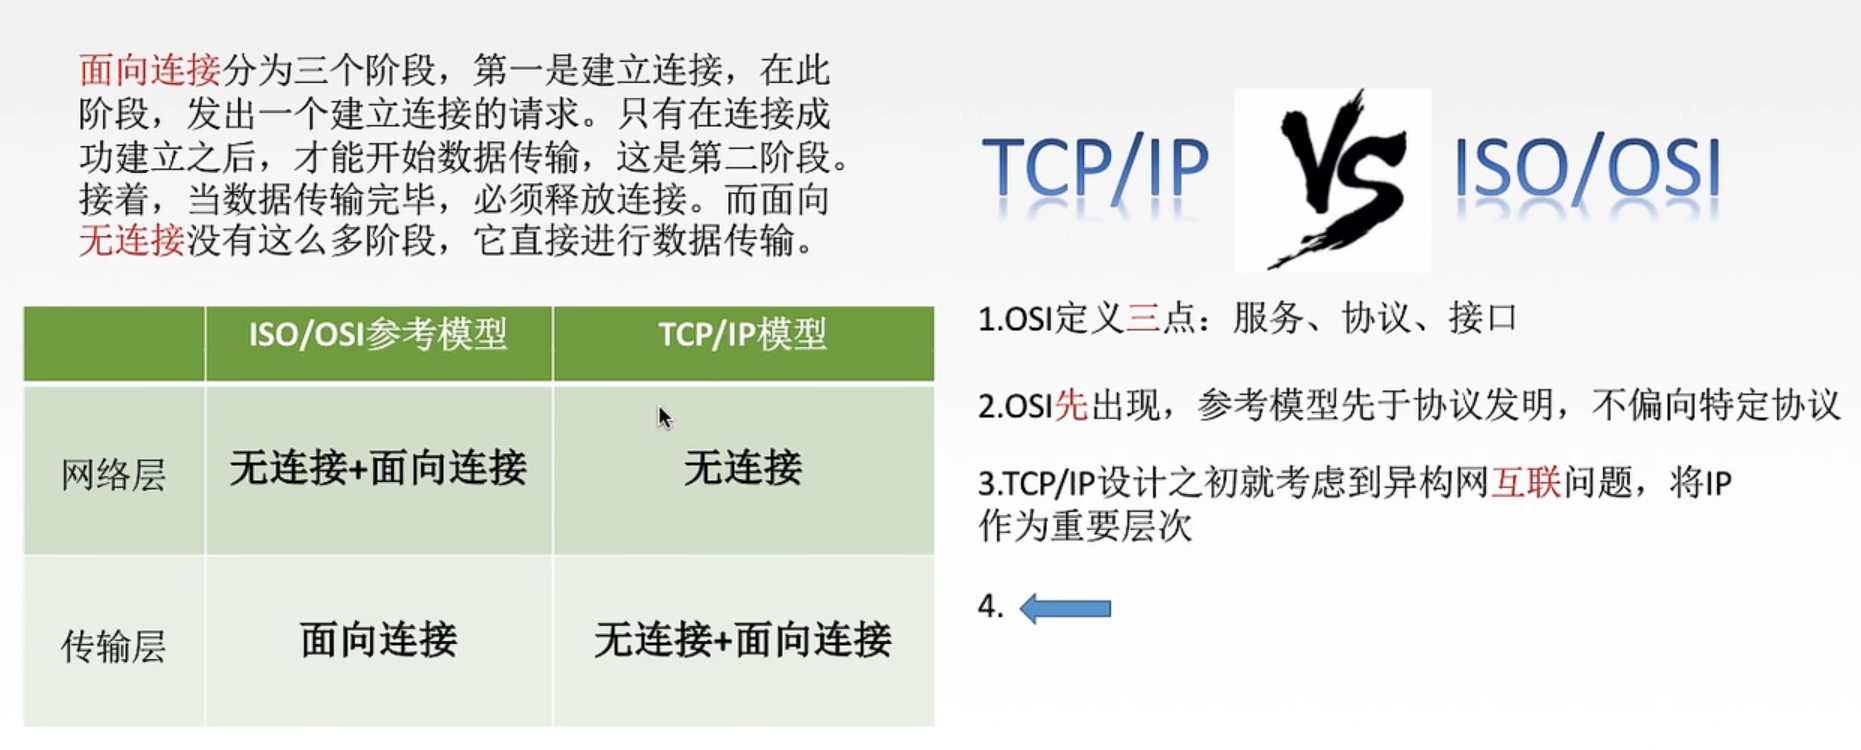 面向连接分为三个阶段，第一是建立连接，在此
阶段，发出一个建立连接的请求。只有在连接成
功建立之后，才能开始数据传输，这是第二阶段。
接着，当数据传输完毕，必须释放连接。而面向
无连接没有这么多阶段，它直接进行数据传输。
ISO/OSI参考模型 TCP/IP模型
网络层 无连接+面向连接 无连接
传输层 面向连接 无连接+面向连接
TCP/IP VS ISO/OSI
1.OSI定义三点：服务、协议、接口
2.OSI先出现，参考模型先于协议发明，不偏向特定协议
3.TCP/IP设计之初就考虑到异构网互联问题，将IP
作为重要层次
4.